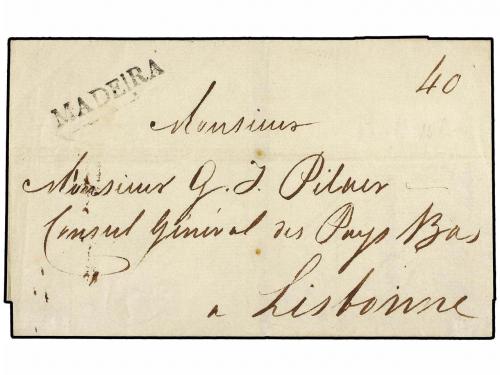 MADEIRA
40
Monsieur
Monsieur G. J. Pilaer
Consul Général des Pays Bas
a Lisbonne